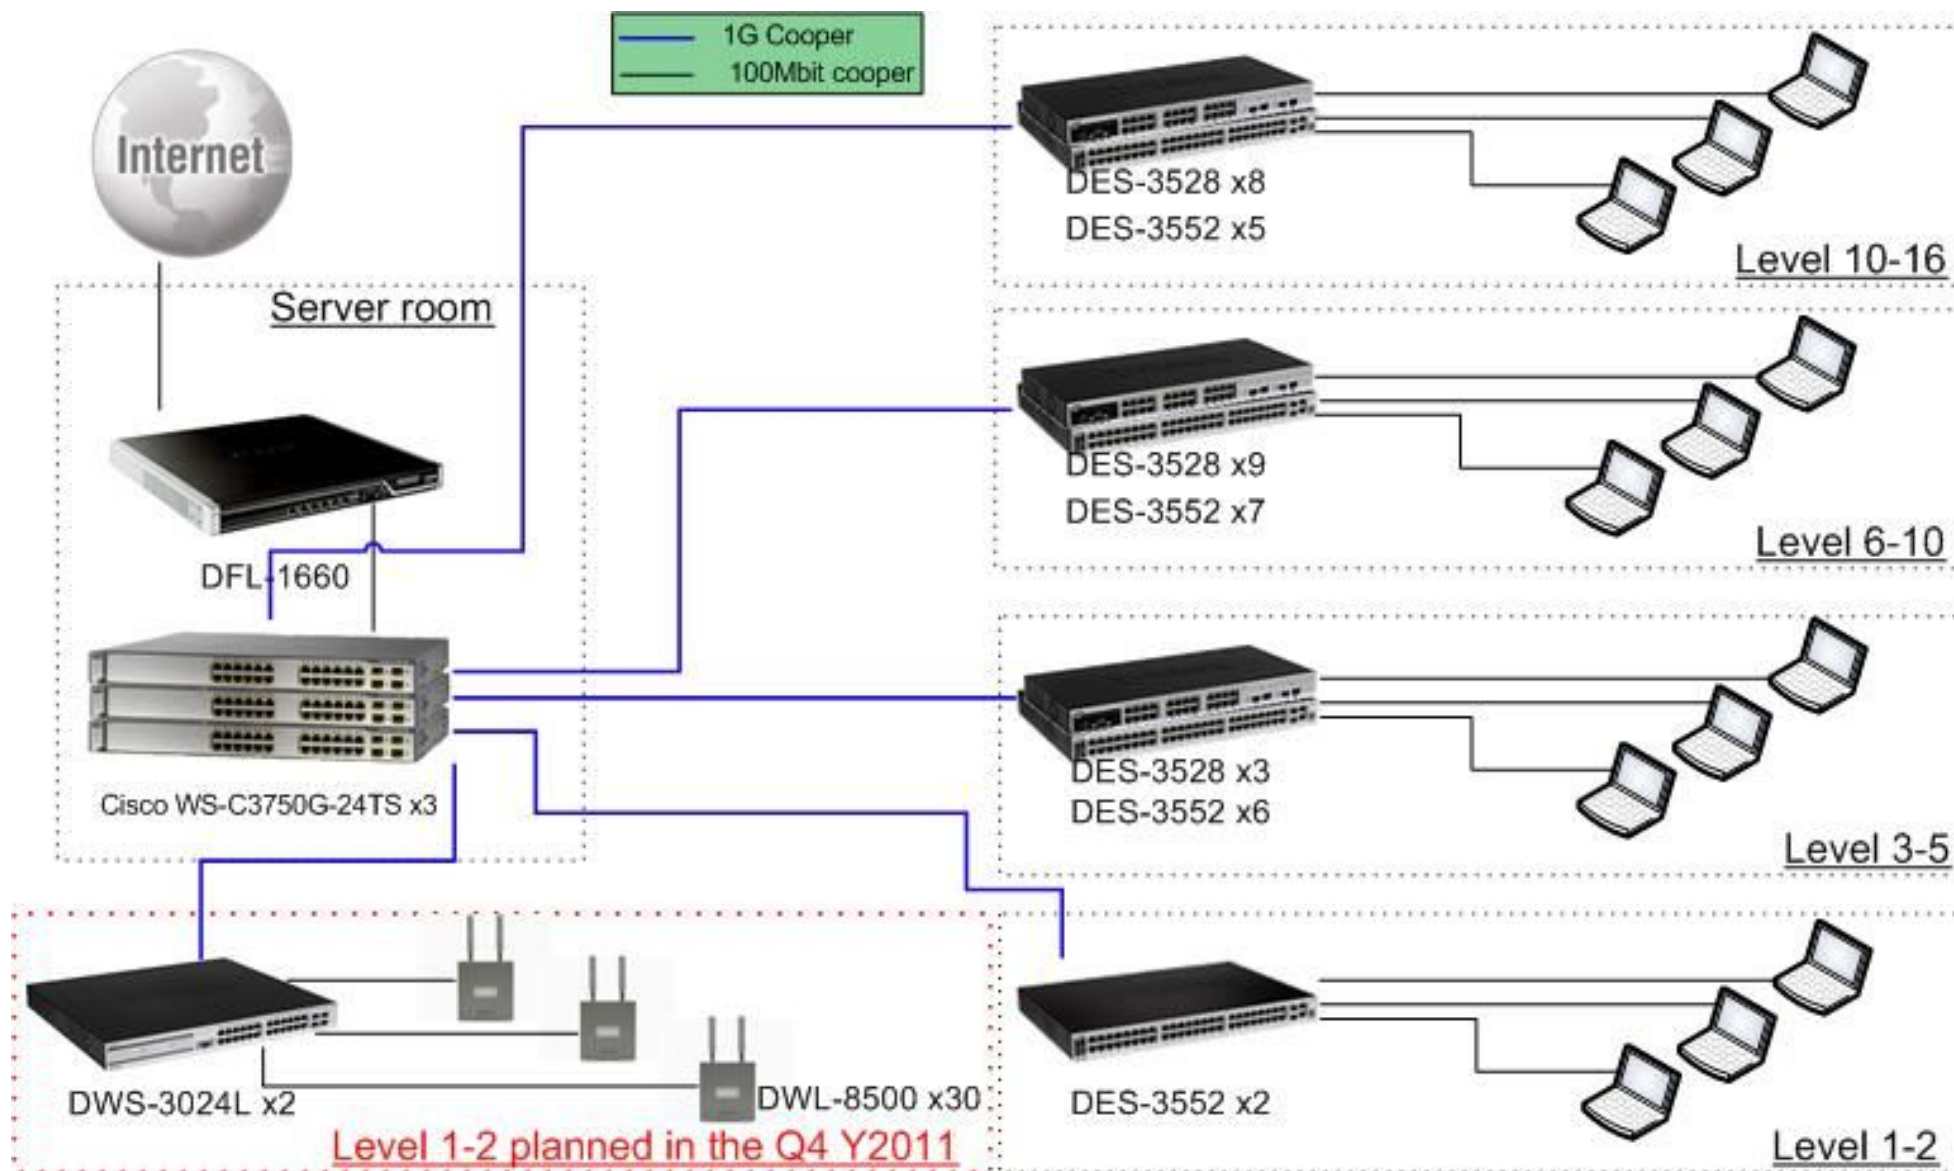 1G Cooper
100Mbit cooper
Internet
DES-3528 x8
DES-3552 x5
Level 10-16
Server room
DES-3528 x9
DES-3552 x7
Level 6-10
DFL-1660
DES-3528 x3
DES-3552 x6
Level 3-5
Cisco WS-C3750G-24TS x3
DWS-3024L x2
DWL-8500 x30
Level 1-2 planned in the Q4 Y2011
DES-3552 x2
Level 1-2